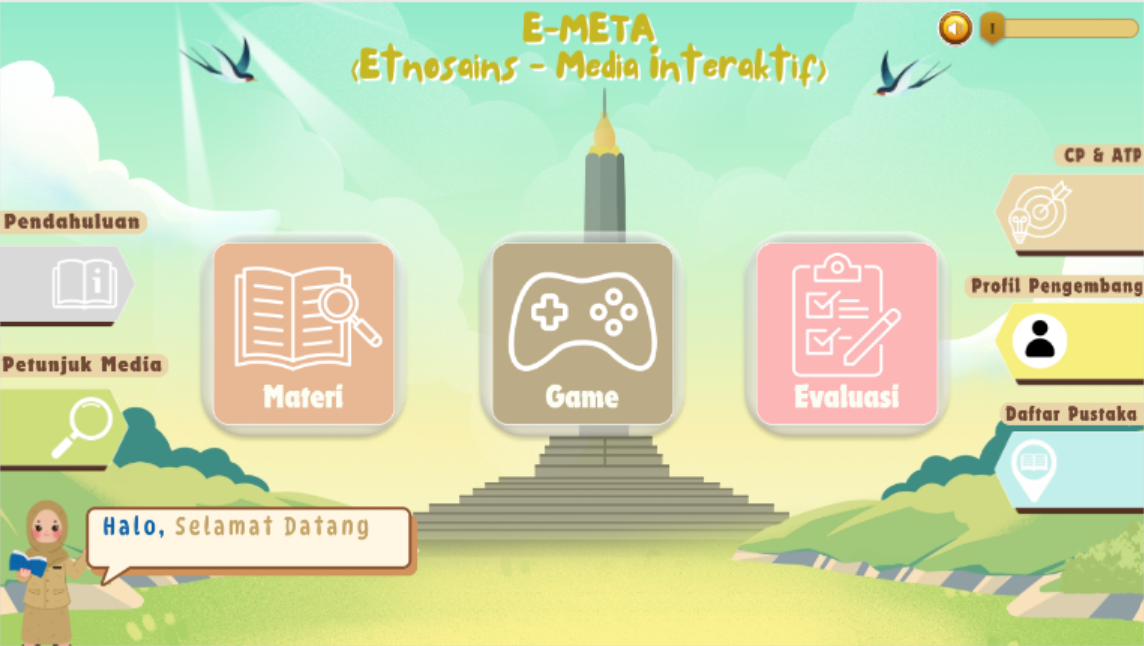 E-META
(Etnosains - Media interaktif)
CP & ATP
Pendahuluan
Profil Pengembang
Petunjuk Media
Materi
Game
Evaluasi
Daftar Pustaka
Halo, Selamat Datang